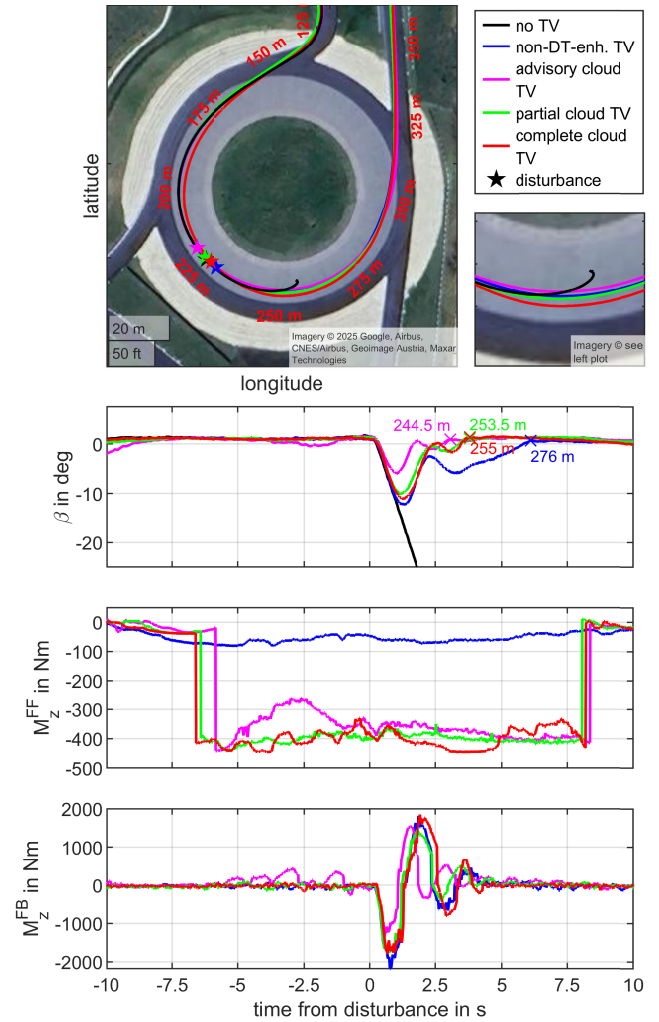 125
150 m
175 m
200 m
225 m
250 m
275 m
300 m
325 m
350 m
20 m
50 ft
Imagery © 2025 Google, Airbus,
CNES/Airbus, Geoimage Austria, Maxar
Technologies
latitude
longitude
no TV
non-DT-enh. TV
advisory cloud
TV
partial cloud TV
complete cloud
TV
disturbance
Imagery © see
left plot
244.5 m
253.5 m
255 m
276 m
0
-10
-20
β in deg
0
-100
-200
-300
-400
-500
M_z^FF in Nm
2000
1000
0
-1000
-2000
M_z^FB in Nm
-10 -7.5 -5 -2.5 0 2.5 5 7.5 10
time from disturbance in s